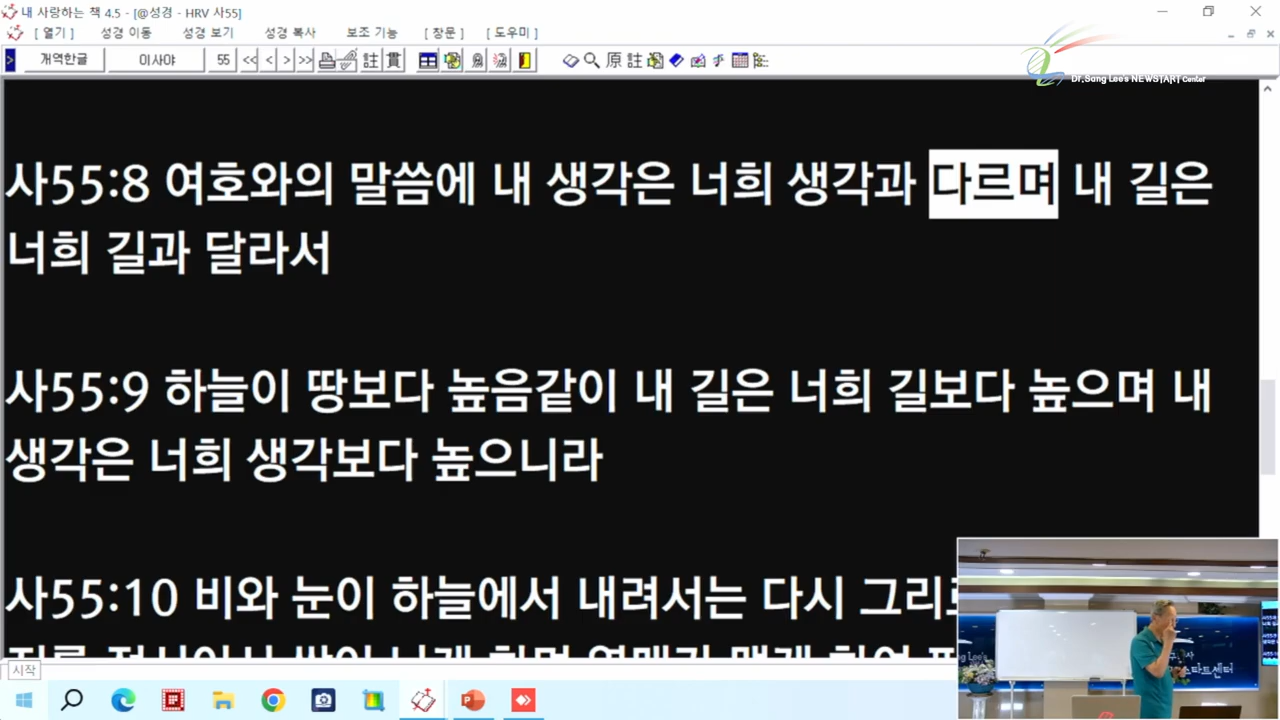 내 사랑하는 책 4.5 - [@성경 - HRV 사55]
[ 열기 ] 성경 이동 성경 보기 성경 복사 보조 기능 [ 창문 ] [ 도우미 ]
개역한글 이사야 55 << < > >> 註 貫 原 註
Dr.Sang Lee's NEWSTART Center
사55:8 여호와의 말씀에 내 생각은 너희 생각과 다르며 내 길은
너희 길과 달라서
사55:9 하늘이 땅보다 높음같이 내 길은 너희 길보다 높으며 내
생각은 너희 생각보다 높으니라
사55:10 비와 눈이 하늘에서 내려서는 다시
시작